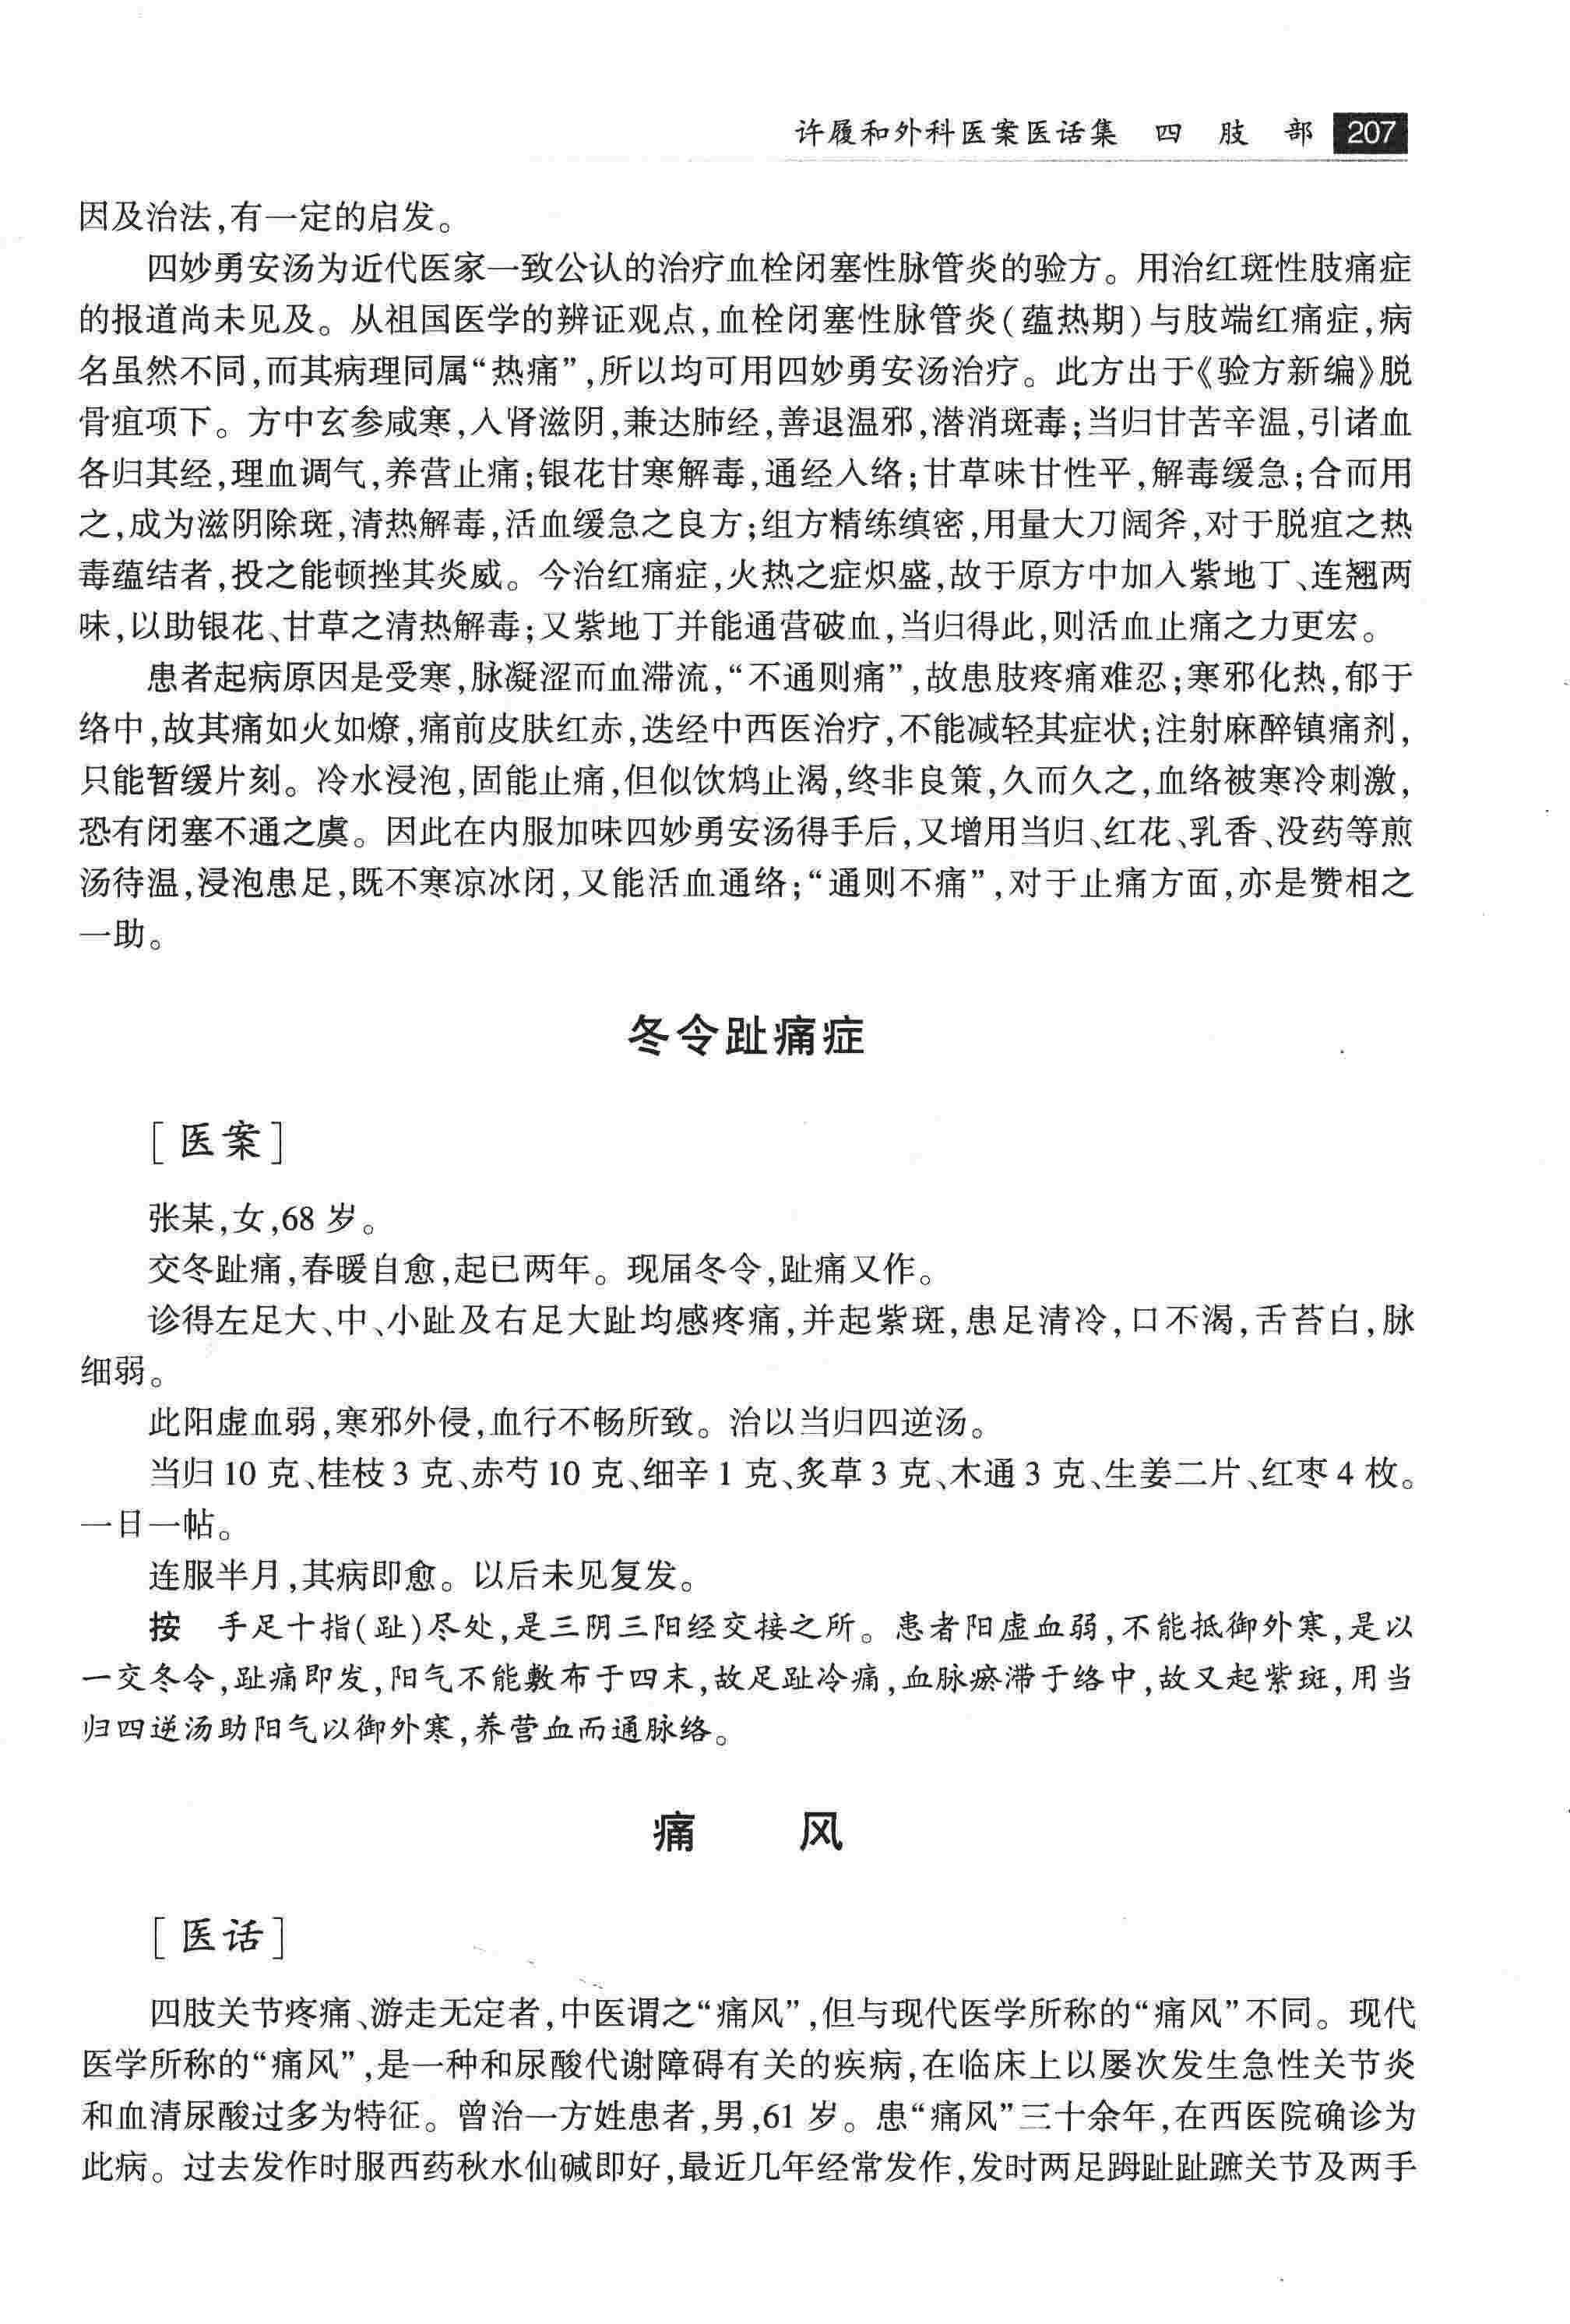 许履和外科医案医话集 四 肢 部 207
因及治法,有一定的启发。
四妙勇安汤为近代医家一致公认的治疗血栓闭塞性脉管炎的验方。用治红斑性肢痛症
的报道尚未见及。从祖国医学的辨证观点,血栓闭塞性脉管炎(蕴热期)与肢端红痛症,病
名虽然不同,而其病理同属“热痛”,所以均可用四妙勇安汤治疗。此方出于《验方新编》脱
骨疽项下。方中玄参咸寒,入肾滋阴,兼达肺经,善退温邪,潜消斑毒;当归甘苦辛温,引诸血
各归其经,理血调气,养营止痛;银花甘寒解毒,通经入络;甘草味甘性平,解毒缓急;合而用
之,成为滋阴除斑,清热解毒,活血缓急之良方;组方精练缜密,用量大刀阔斧,对于脱疽之热
毒蕴结者,投之能顿挫其炎威。今治红痛症,火热之症炽盛,故于原方中加入紫地丁、连翘两
味,以助银花、甘草之清热解毒;又紫地丁并能通营破血,当归得此,则活血止痛之力更宏。
患者起病原因是受寒,脉凝涩而血滞流,“不通则痛”,故患肢疼痛难忍;寒邪化热,郁于
络中,故其痛如火如燎,痛前皮肤红赤,迭经中西医治疗,不能减轻其症状;注射麻醉镇痛剂,
只能暂缓片刻。冷水浸泡,固能止痛,但似饮鸩止渴,终非良策,久而久之,血络被寒冷刺激,
恐有闭塞不通之虞。因此在内服加味四妙勇安汤得手后,又增用当归、红花、乳香、没药等煎
汤待温,浸泡患足,既不寒凉冰闭,又能活血通络;“通则不痛”,对于止痛方面,亦是赞相之
一助。
冬令趾痛症
[医案]
张某,女,68 岁。
交冬趾痛,春暖自愈,起已两年。现届冬令,趾痛又作。
诊得左足大、中、小趾及右足大趾均感疼痛,并起紫斑,患足清冷,口不渴,舌苔白,脉
细弱。
此阳虚血弱,寒邪外侵,血行不畅所致。治以当归四逆汤。
当归 10 克、桂枝 3 克、赤芍 10 克、细辛 1 克、炙草 3 克、木通 3 克、生姜二片、红枣 4 枚。
一日一帖。
连服半月,其病即愈。以后未见复发。
按 手足十指(趾)尽处,是三阴三阳经交接之所。患者阳虚血弱,不能抵御外寒,是以
一交冬令,趾痛即发,阳气不能敷布于四末,故足趾冷痛,血脉瘀滞于络中,故又起紫斑,用当
归四逆汤助阳气以御外寒,养营血而通脉络。
痛 风
[医话]
四肢关节疼痛、游走无定者,中医谓之“痛风”,但与现代医学所称的“痛风”不同。现代
医学所称的“痛风”,是一种和尿酸代谢障碍有关的疾病,在临床上以屡次发生急性关节炎
和血清尿酸过多为特征。曾治一方姓患者,男,61 岁。患“痛风”三十余年,在西医院确诊为
此病。过去发作时服西药秋水仙碱即好,最近几年经常发作,发时两足踇趾趾蹠关节及两手